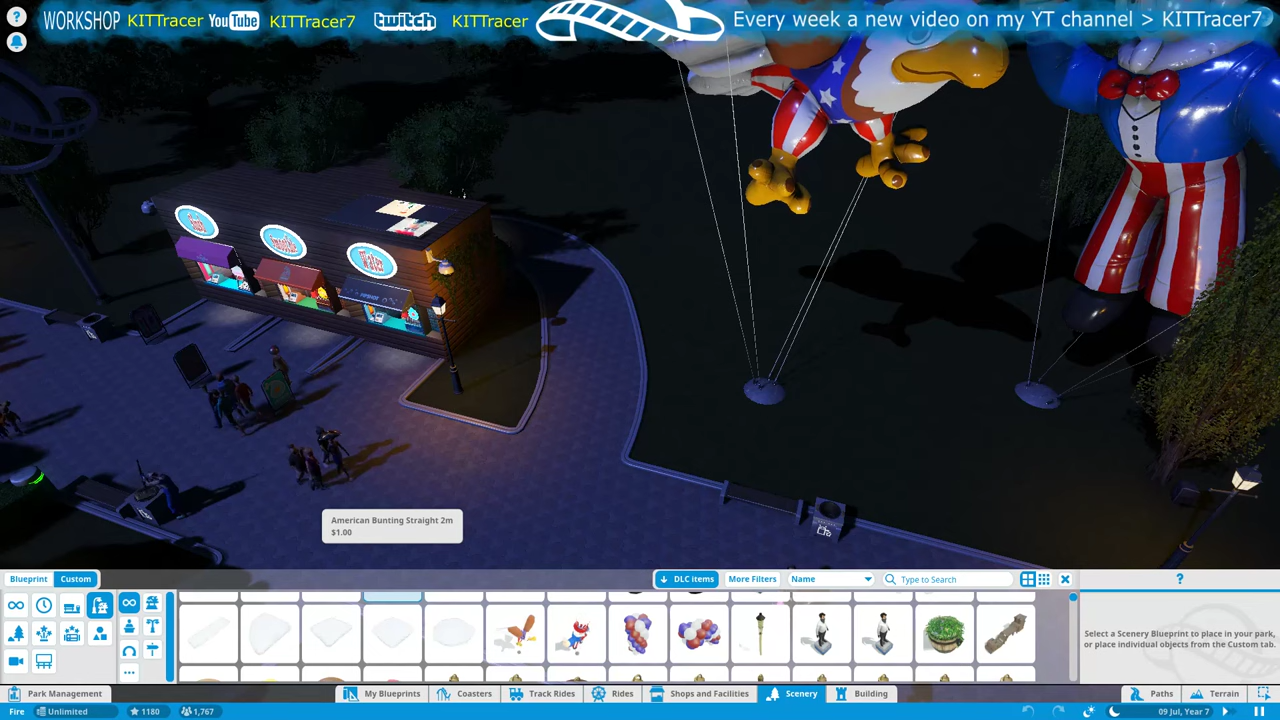 WORKSHOP KITTracer YouTube KITTracer7 twitch KITTracer Every week a new video on my YT channel > KITTracer7
Water
American Bunting Straight 2m
$1.00
Blueprint Custom DLC items More Filters Name Type to Search
Select a Scenery Blueprint to place in your park,
or place individual objects from the Custom tab.
Park Management My Blueprints Coasters Track Rides Rides Shops and Facilities Scenery Building Paths Terrain
Fire Unlimited 1180 1,767 09 Jul, Year 7